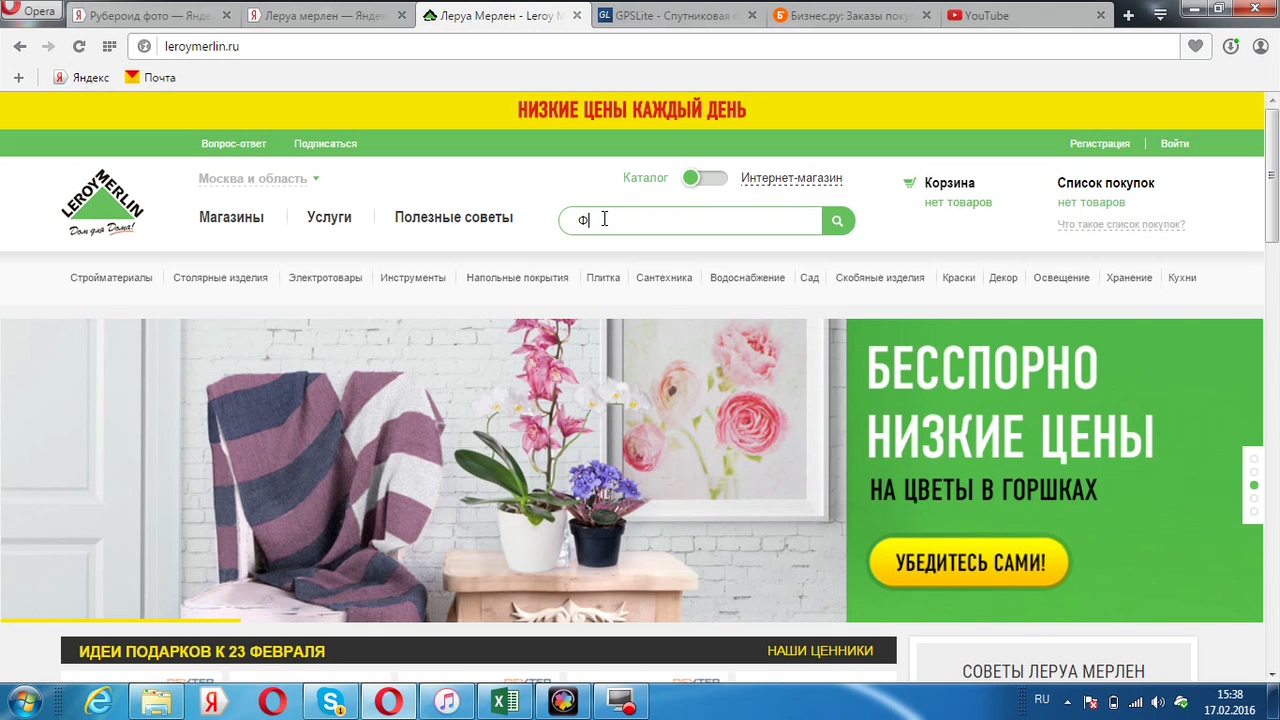 Opera
Рубероид фото — Янде
Леруа мерлен — Яндекс
Леруа Мерлен - Leroy M
GPSLite - Спутниковая с
Бизнес.ру: Заказы покуп
YouTube
leroymerlin.ru
Яндекс
Почта
НИЗКИЕ ЦЕНЫ КАЖДЫЙ ДЕНЬ
Вопрос-ответ Подписаться Регистрация Войти
LEROY MERLIN
Дом для Дома!
Москва и область
Каталог Интернет-магазин
Корзина
нет товаров
Список покупок
нет товаров
Что такое список покупок?
Магазины Услуги Полезные советы
Ф
Стройматериалы Столярные изделия Электротовары Инструменты Напольные покрытия Плитка Сантехника Водоснабжение Сад Скобяные изделия Краски Декор Освещение Хранение Кухни
БЕССПОРНО
НИЗКИЕ ЦЕНЫ
НА ЦВЕТЫ В ГОРШКАХ
УБЕДИТЕСЬ САМИ!
ИДЕИ ПОДАРКОВ К 23 ФЕВРАЛЯ
НАШИ ЦЕННИКИ
СОВЕТЫ ЛЕРУА МЕРЛЕН
RU
15:38
17.02.2016